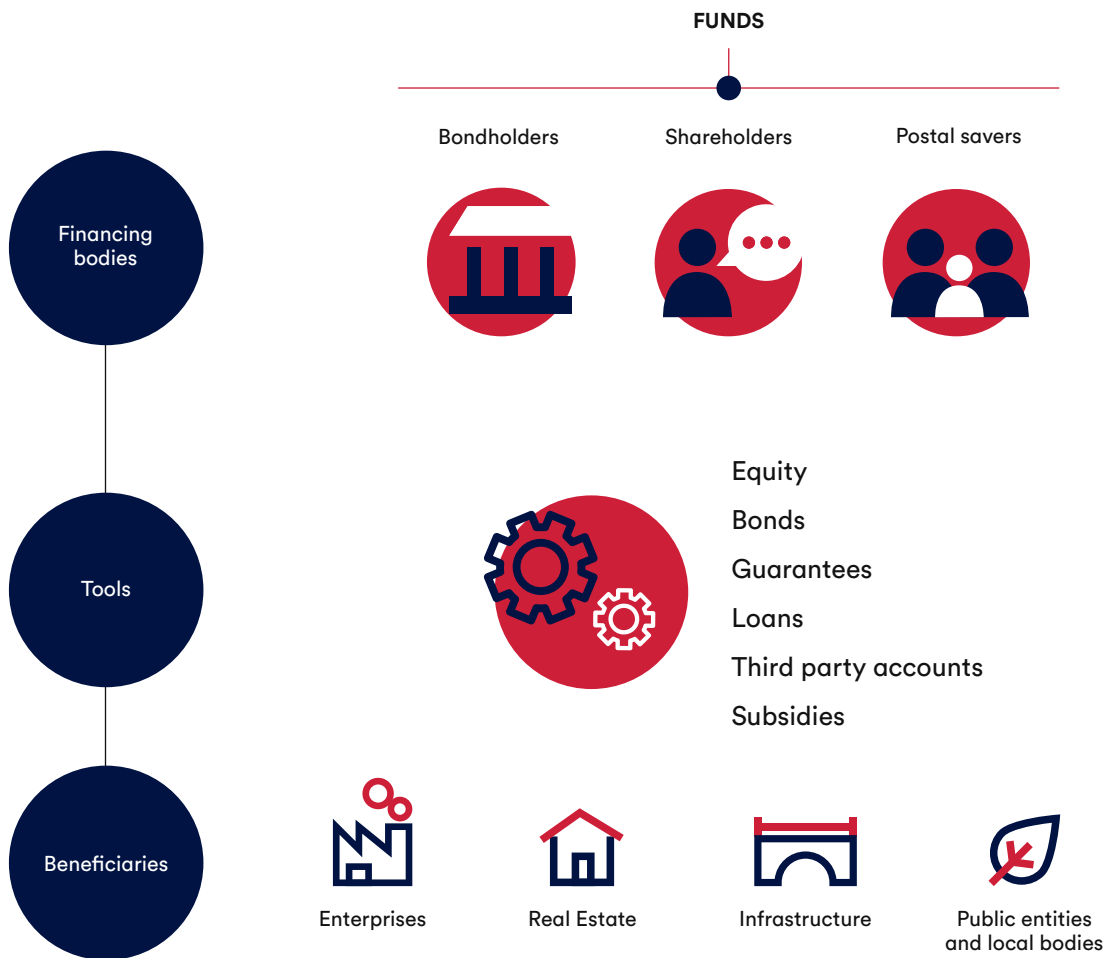 FUNDS
Bondholders
Shareholders
Postal savers
Financing
bodies
Equity
Bonds
Guarantees
Loans
Third party accounts
Subsidies
Tools
Beneficiaries
Enterprises
Real Estate
Infrastructure
Public entities
and local bodies